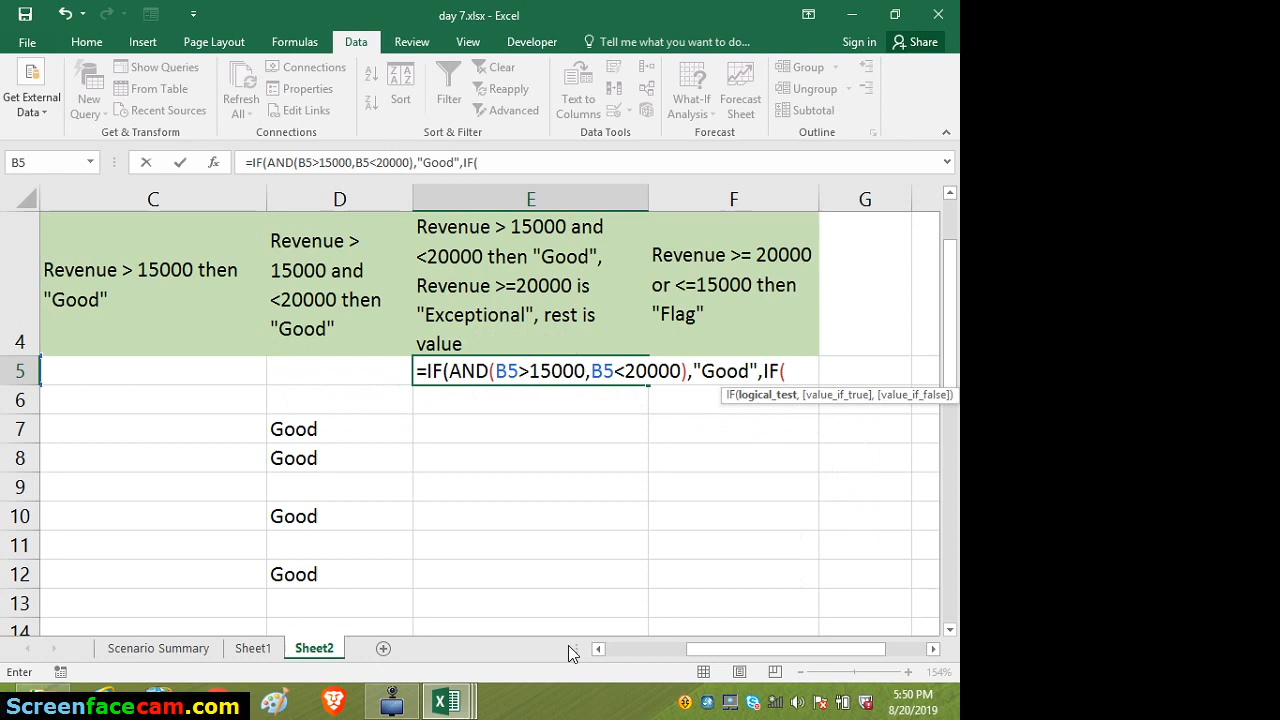 day 7.xlsx - Excel
File Home Insert Page Layout Formulas Data Review View Developer Tell me what you want to do... Sign in Share
Get External Data
New Query
Show Queries
From Table
Recent Sources
Get & Transform
Refresh All
Connections
Properties
Edit Links
Connections
Sort
Filter
Clear
Reapply
Advanced
Sort & Filter
Text to Columns
Data Tools
What-If Analysis
Forecast Sheet
Forecast
Group
Ungroup
Subtotal
Outline
B5 fx =IF(AND(B5>15000,B5<20000),"Good",IF(
C D E F G
4
Revenue > 15000 then
"Good"
Revenue >
15000 and
<20000 then
"Good"
Revenue > 15000 and
<20000 then "Good",
Revenue >=20000 is
"Exceptional", rest is
value
Revenue >= 20000
or <=15000 then
"Flag"
5 =IF(AND(B5>15000,B5<20000),"Good",IF(
IF(logical_test, [value_if_true], [value_if_false])
6
7 Good
8 Good
9
10 Good
11
12 Good
13
14
Scenario Summary Sheet1 Sheet2
Enter 154%
Screenfacecam.com
5:50 PM
8/20/2019